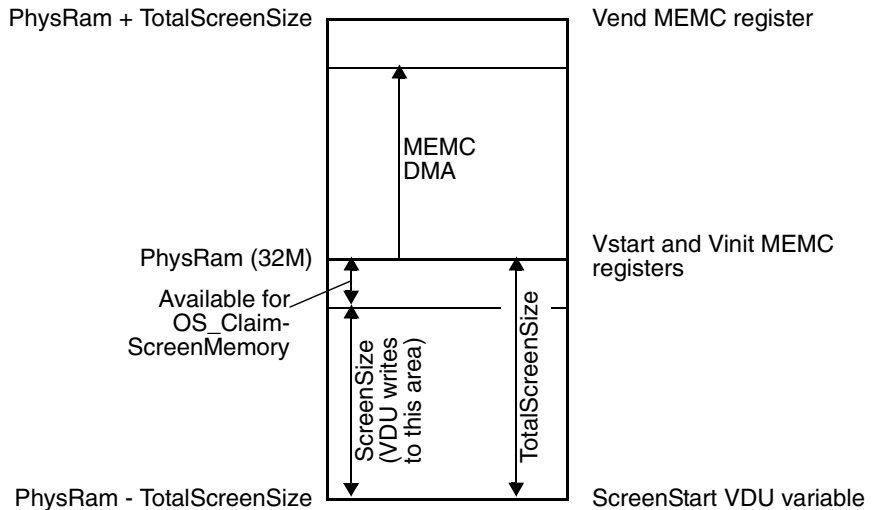 PhysRam + TotalScreenSize
Vend MEMC register
MEMC
DMA
PhysRam (32M)
Vstart and Vinit MEMC
registers
Available for
OS_Claim-
ScreenMemory
ScreenSize
(VDU writes
to this area)
TotalScreenSize
PhysRam - TotalScreenSize
ScreenStart VDU variable